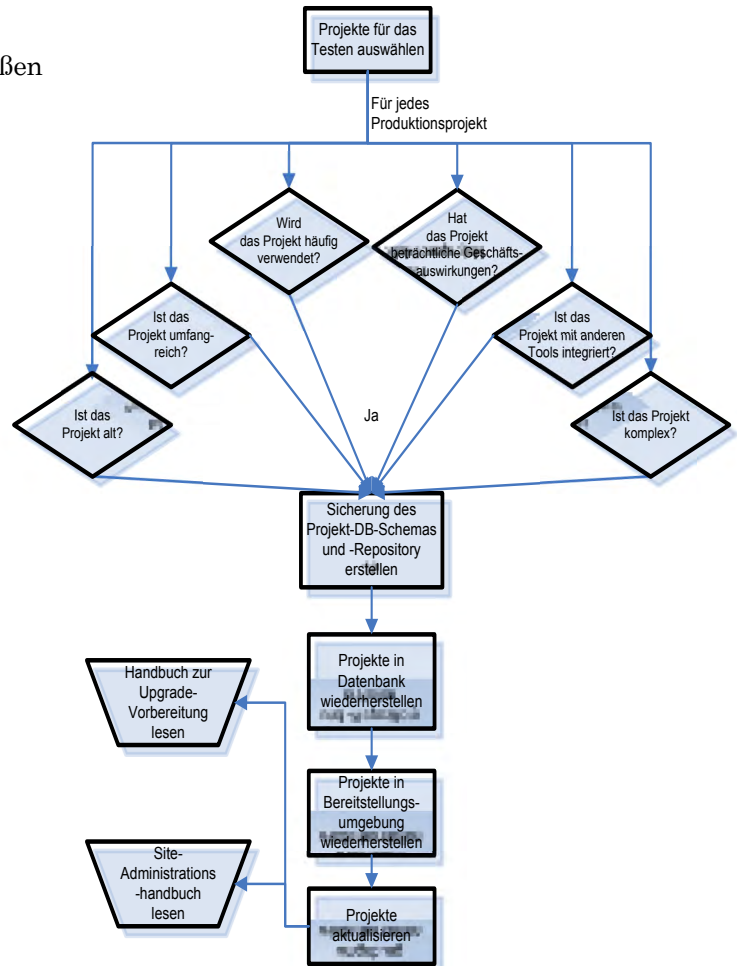 Projekte für das
Testen auswählen
ßen
Für jedes
Produktionsprojekt
Wird
das Projekt häufig
verwendet?
Hat
das Projekt
beträchtliche Geschäfts-
auswirkungen?
Ist das
Projekt umfang-
reich?
Ist das
Projekt mit anderen
Tools integriert?
Ist das
Projekt alt?
Ja
Ist das Projekt
komplex?
Sicherung des
Projekt-DB-Schemas
und -Repository
erstellen
Projekte in
Datenbank
wiederherstellen
Handbuch zur
Upgrade-
Vorbereitung
lesen
Projekte in
Bereitstellungs-
umgebung
wiederherstellen
Site-
Administrations
-handbuch
lesen
Projekte
aktualisieren